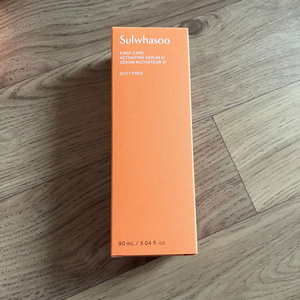 Sulwhasoo
FIRST CARE
ACTIVATING SERUM VI
SÉRUM ACTIVATEUR VI
DUTY FREE
90 mL / 3.04 fl. oz.